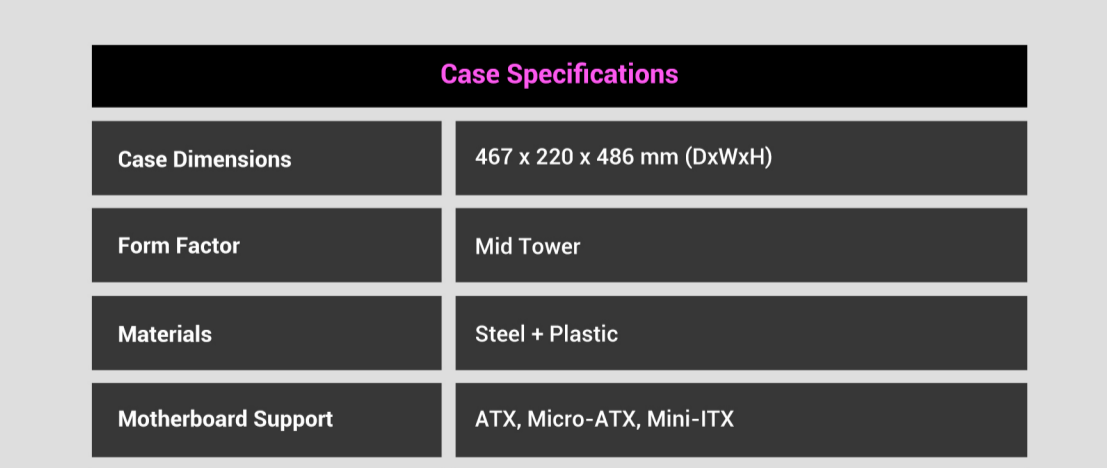 Case Specifications
Case Dimensions
467 x 220 x 486 mm (DxWxH)
Form Factor
Mid Tower
Materials
Steel + Plastic
Motherboard Support
ATX, Micro-ATX, Mini-ITX